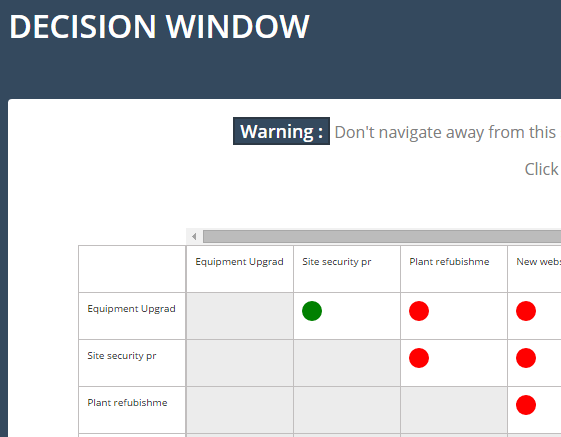 DECISION WINDOW
Warning : Don't navigate away from this
Click
Equipment Upgrad Site security pr Plant refubishme New webs
Equipment Upgrad
Site security pr
Plant refubishme